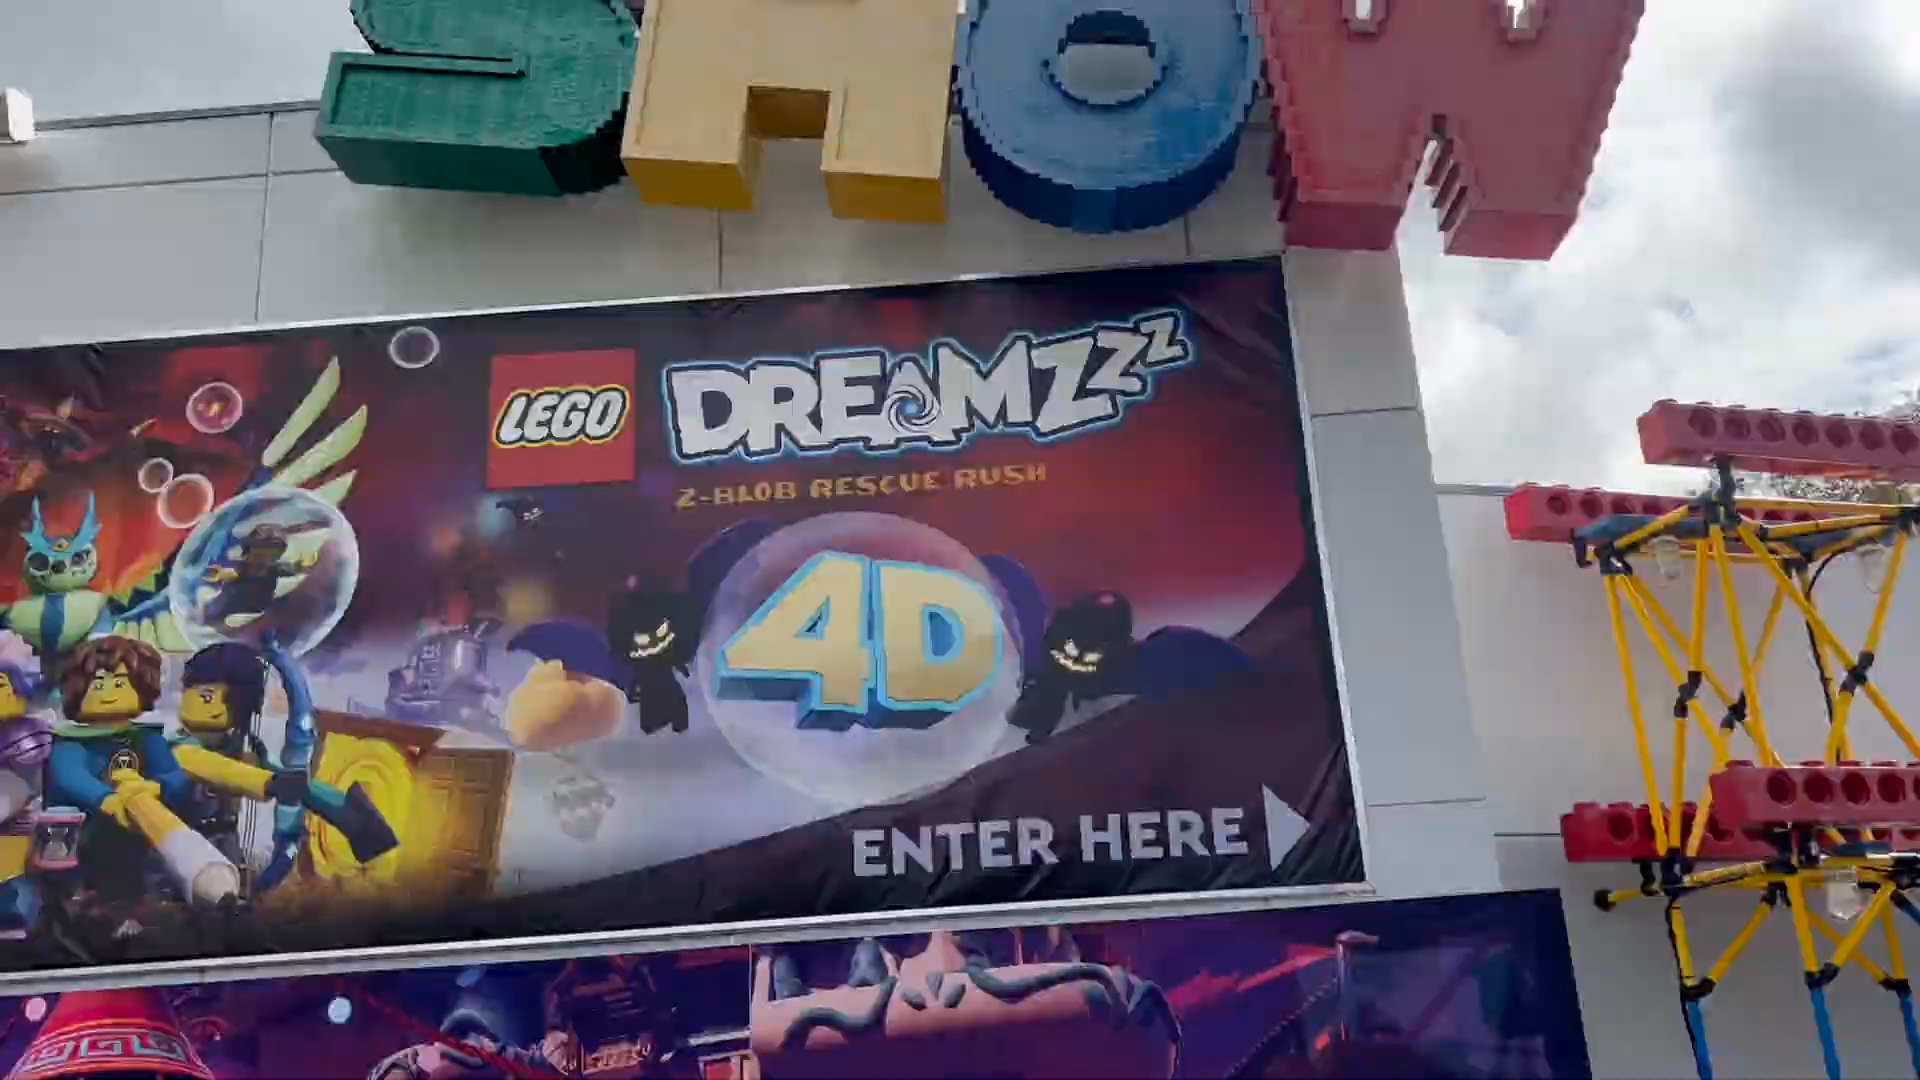 SHOW
LEGO DREAMZzz
Z-BLOB RESCUE RUSH
4D
ENTER HERE